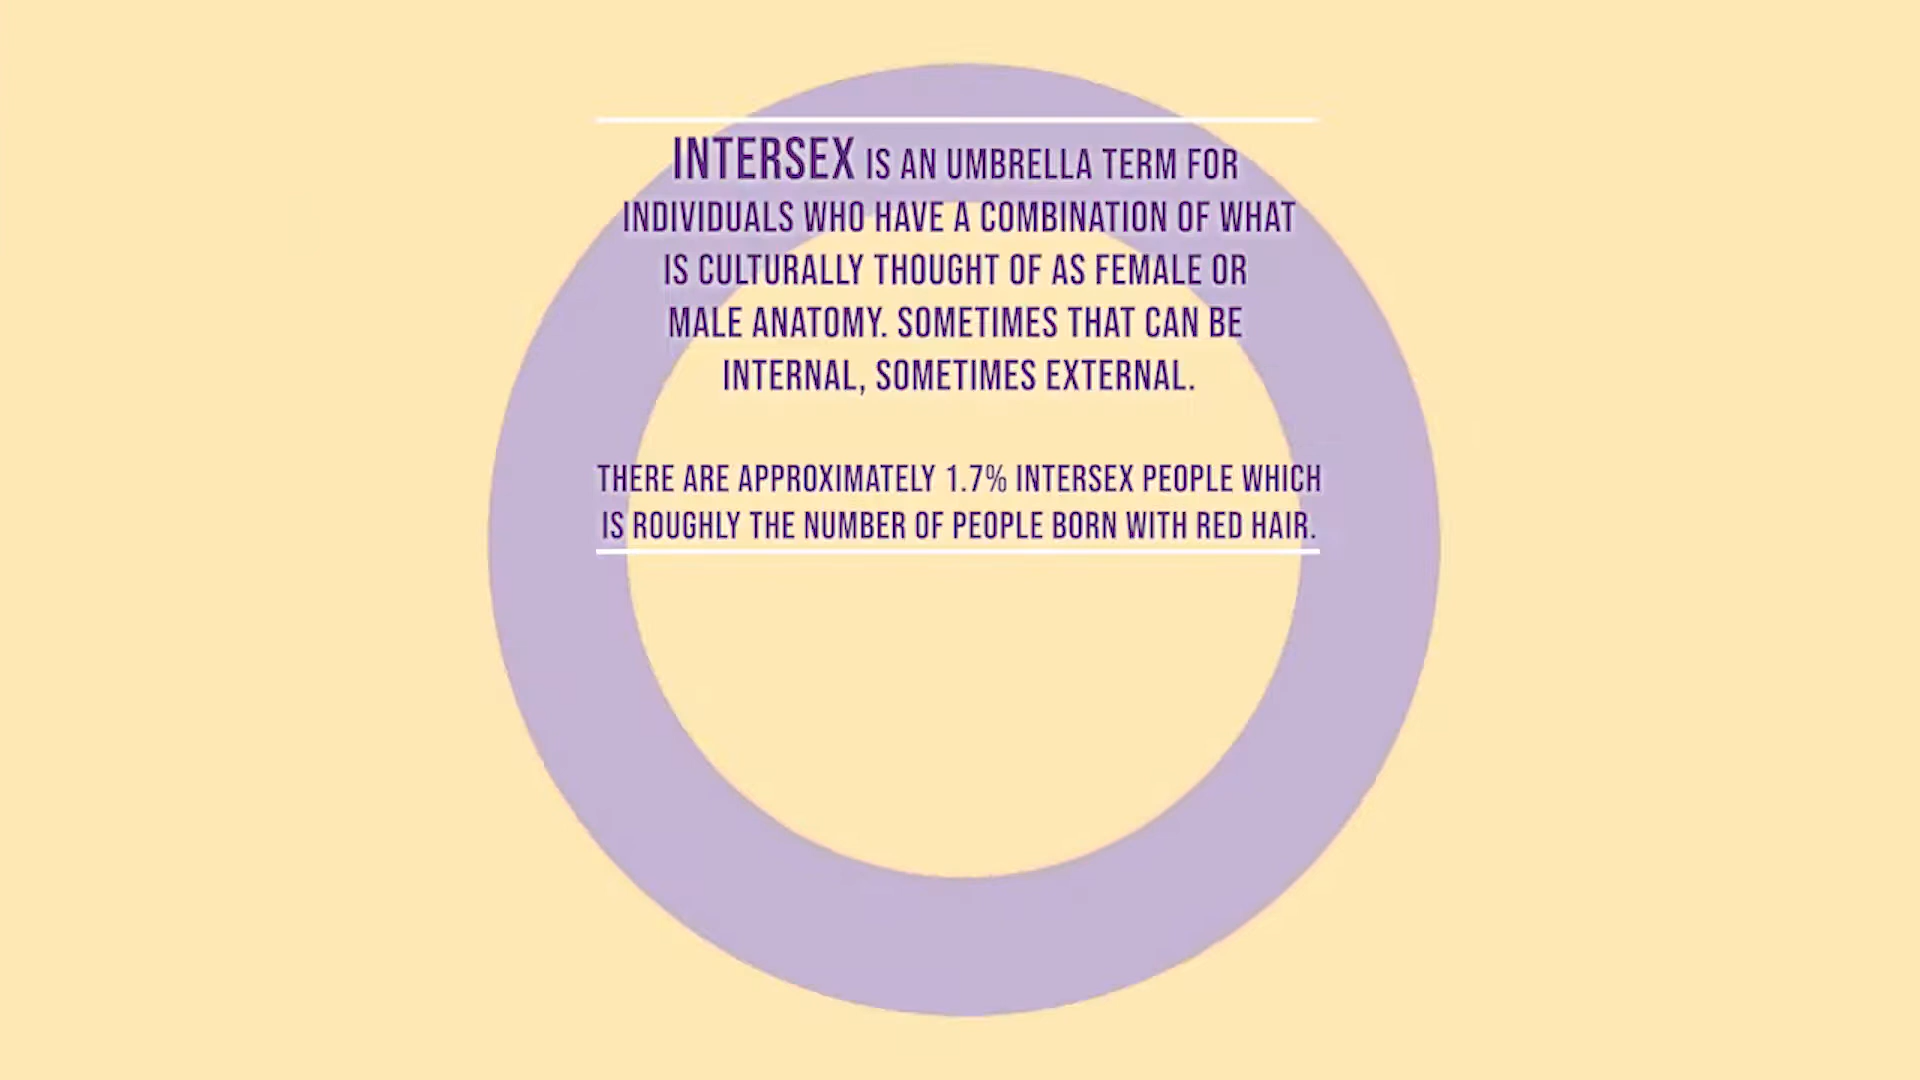 INTERSEX IS AN UMBRELLA TERM FOR
INDIVIDUALS WHO HAVE A COMBINATION OF WHAT
IS CULTURALLY THOUGHT OF AS FEMALE OR
MALE ANATOMY. SOMETIMES THAT CAN BE
INTERNAL, SOMETIMES EXTERNAL.
THERE ARE APPROXIMATELY 1.7% INTERSEX PEOPLE WHICH
IS ROUGHLY THE NUMBER OF PEOPLE BORN WITH RED HAIR.